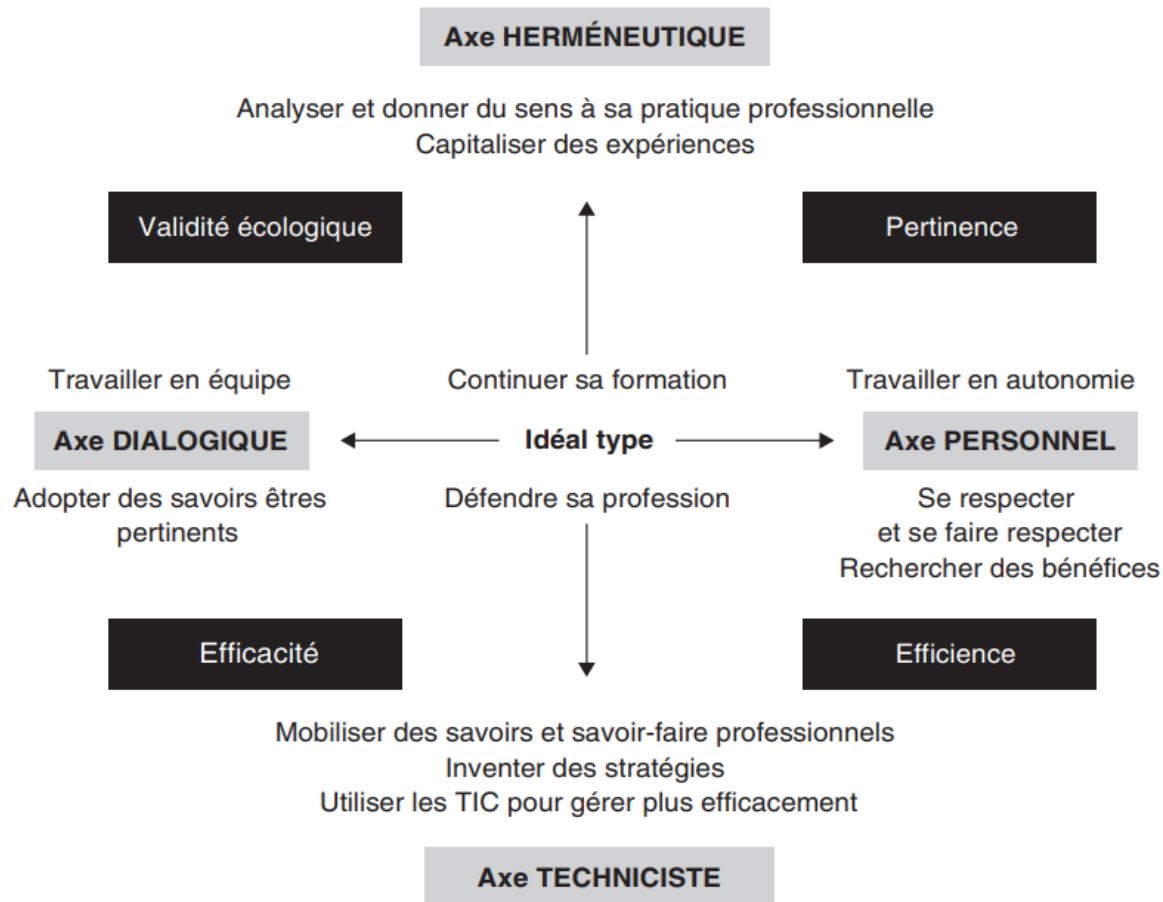 Axe HERMÉNEUTIQUE
Analyser et donner du sens à sa pratique professionnelle
Capitaliser des expériences
Validité écologique
Pertinence
Travailler en équipe
Continuer sa formation
Travailler en autonomie
Axe DIALOGIQUE
Idéal type
Axe PERSONNEL
Adopter des savoirs êtres
pertinents
Défendre sa profession
Se respecter
et se faire respecter
Rechercher des bénéfices
Efficacité
Efficience
Mobiliser des savoirs et savoir-faire professionnels
Inventer des stratégies
Utiliser les TIC pour gérer plus efficacement
Axe TECHNICISTE